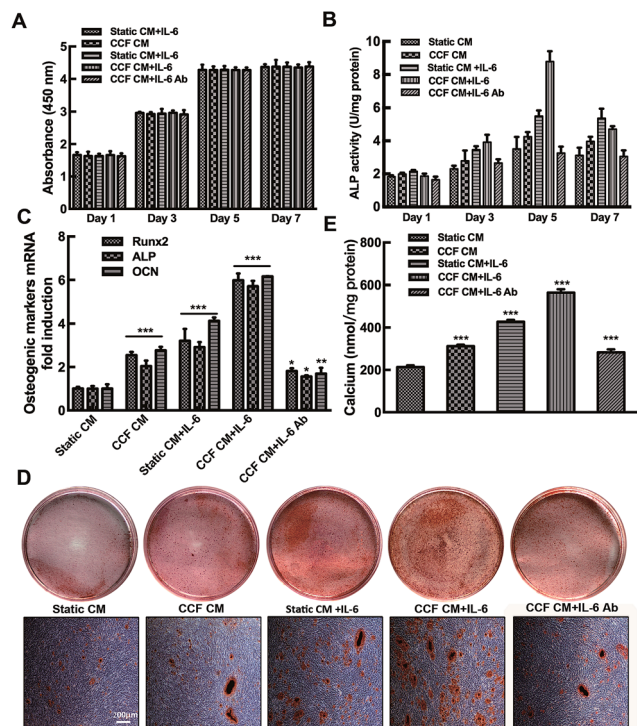 A
Static CM+IL-6
CCF CM
Static CM+IL-6
CCF CM+IL-6
CCF CM+IL-6 Ab
Absorbance (450 nm)
6
5
4
3
2
1
0
Day 1
Day 3
Day 5
Day 7
B
Static CM
CCF CM
Static CM +IL-6
CCF CM+IL-6
CCF CM+IL-6 Ab
ALP activity (U/mg protein)
10
8
6
4
2
0
Day 1
Day 3
Day 5
Day 7
C
Runx2
ALP
OCN
Osteogenic markers mRNA
fold induction
8
6
4
2
0
***
***
***
*
*
**
Static CM
CCF CM
Static CM+IL-6
CCF CM+IL-6
CCF CM+IL-6 Ab
E
Static CM
CCF CM
Static CM+IL-6
CCF CM+IL-6
CCF CM+IL-6 Ab
Calcium (nmol/mg protein)
800
600
400
200
0
***
***
***
***
D
Static CM
CCF CM
Static CM +IL-6
CCF CM+IL-6
CCF CM+IL-6 Ab
200μm